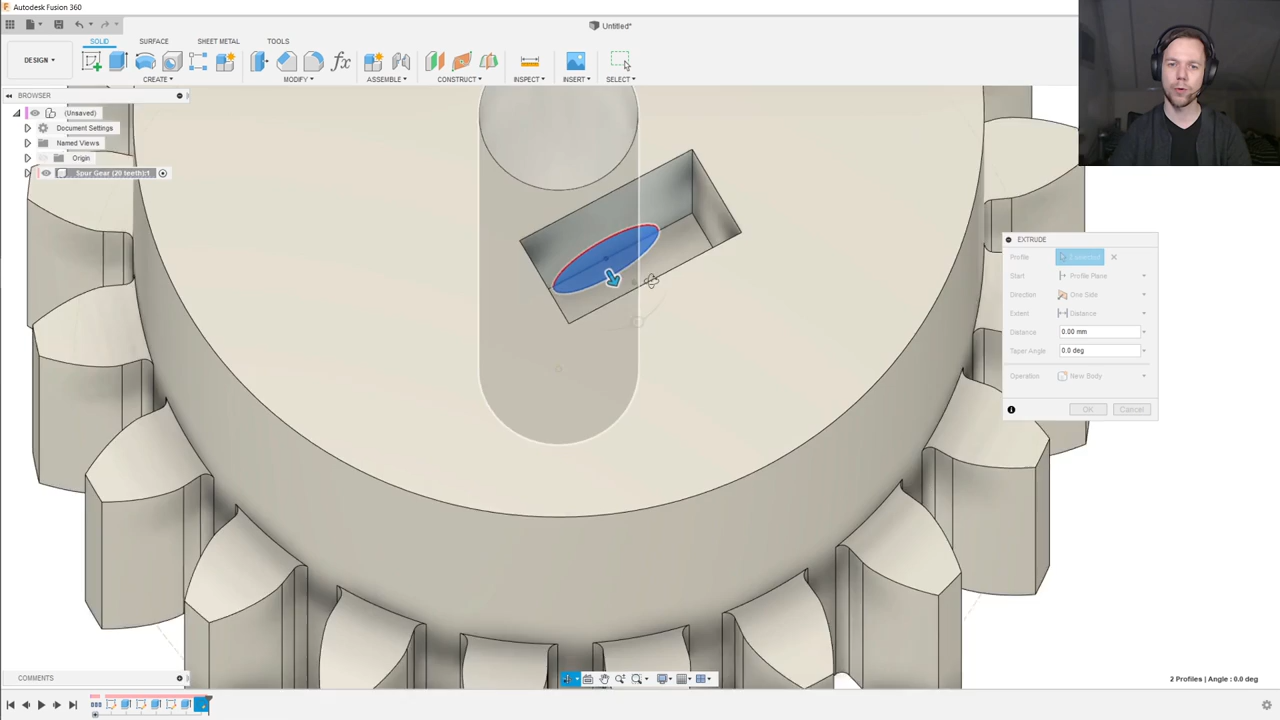 Autodesk Fusion 360
Untitled*
SOLID SURFACE SHEET METAL TOOLS
DESIGN
CREATE MODIFY ASSEMBLE CONSTRUCT INSPECT INSERT SELECT
BROWSER
(Unsaved)
Document Settings
Named Views
Origin
Spur Gear (20 teeth):1
EXTRUDE
Profile 2 selected
Start Profile Plane
Direction One Side
Extent Distance
Distance 0.00 mm
Taper Angle 0.0 deg
Operation New Body
OK Cancel
COMMENTS
2 Profiles | Angle : 0.0 deg